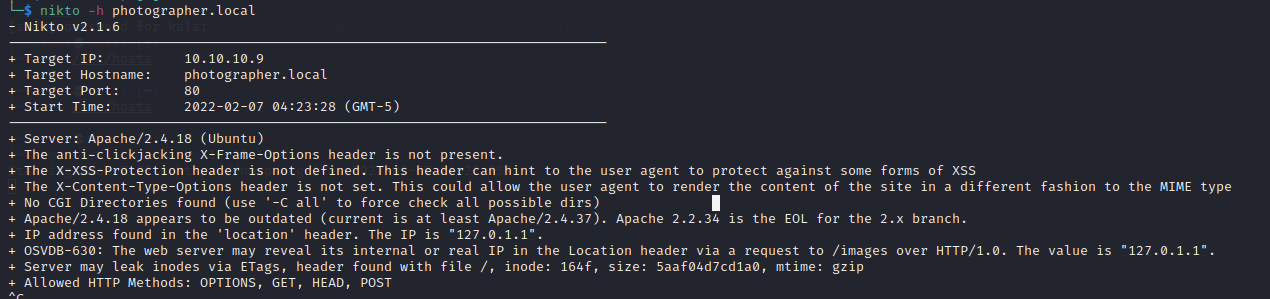 └─$ nikto -h photographer.local
- Nikto v2.1.6
+ Target IP: 10.10.10.9
+ Target Hostname: photographer.local
+ Target Port: 80
+ Start Time: 2022-02-07 04:23:28 (GMT-5)
+ Server: Apache/2.4.18 (Ubuntu)
+ The anti-clickjacking X-Frame-Options header is not present.
+ The X-XSS-Protection header is not defined. This header can hint to the user agent to protect against some forms of XSS
+ The X-Content-Type-Options header is not set. This could allow the user agent to render the content of the site in a different fashion to the MIME type
+ No CGI Directories found (use '-C all' to force check all possible dirs)
+ Apache/2.4.18 appears to be outdated (current is at least Apache/2.4.37). Apache 2.2.34 is the EOL for the 2.x branch.
+ IP address found in the 'location' header. The IP is "127.0.1.1".
+ OSVDB-630: The web server may reveal its internal or real IP in the Location header via a request to /images over HTTP/1.0. The value is "127.0.1.1".
+ Server may leak inodes via ETags, header found with file /, inode: 164f, size: 5aaf04d7cd1a0, mtime: gzip
+ Allowed HTTP Methods: OPTIONS, GET, HEAD, POST
^C